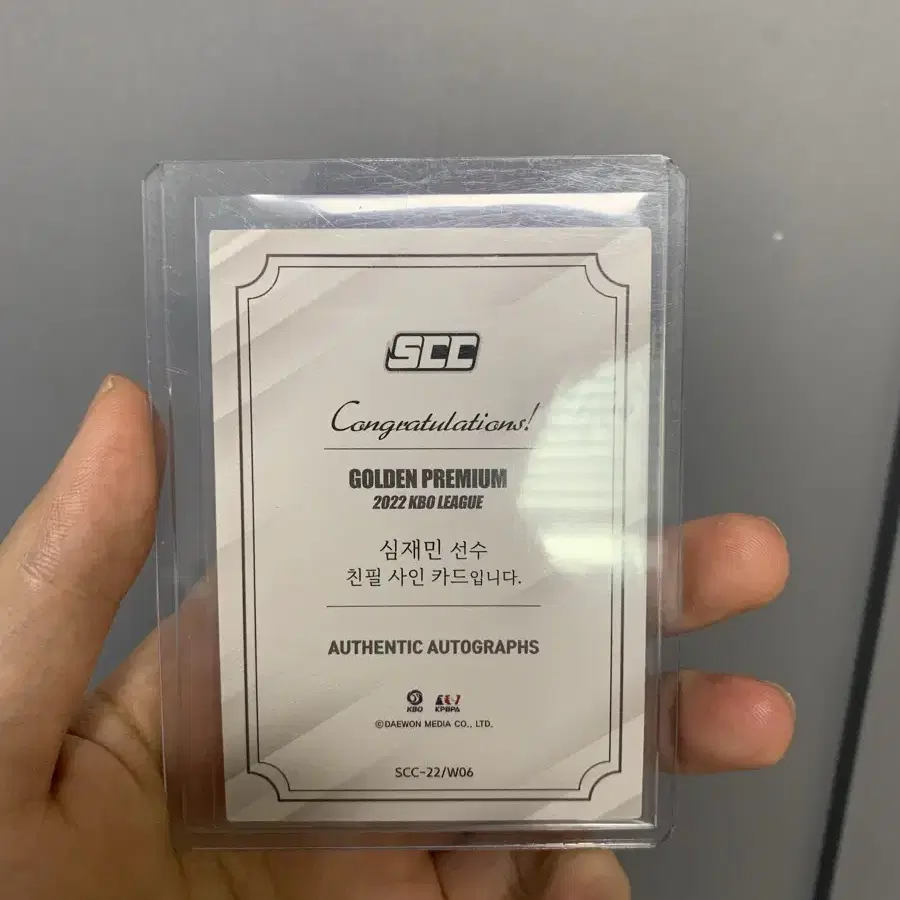 SCC
Congratulations!
GOLDEN PREMIUM
2022 KBO LEAGUE
심재민 선수
친필 사인 카드입니다.
AUTHENTIC AUTOGRAPHS
KBO KPBPA
©DAEWON MEDIA CO., LTD.
SCC-22/W06